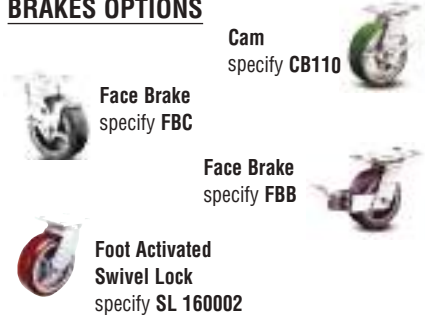 BRAKES OPTIONS
Cam
specify CB110
Face Brake
specify FBC
Face Brake
specify FBB
Foot Activated
Swivel Lock
specify SL 160002